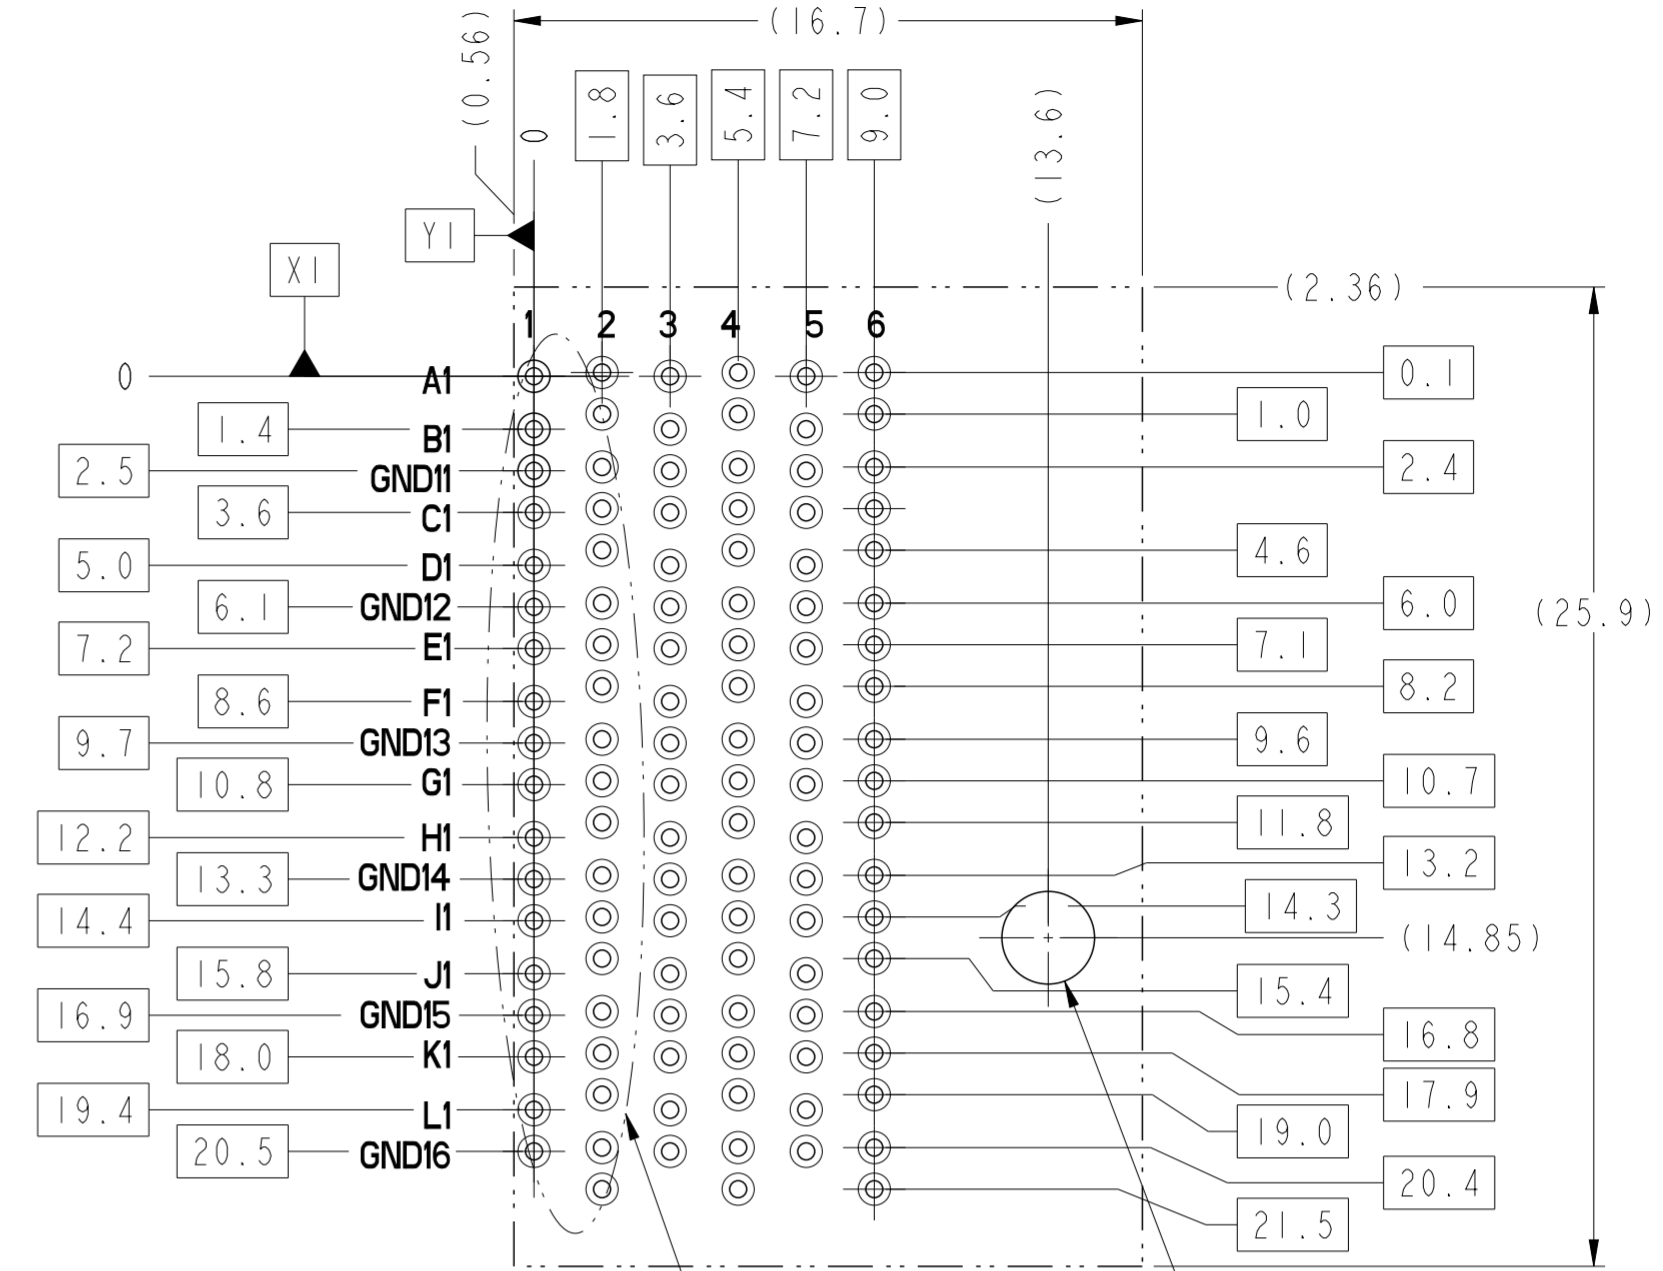 (16.7)
(0.56)
0
1.8
3.6
5.4
7.2
9.0
(13.6)
Y1
X1
(2.36)
1 2 3 4 5 6
0 A1 0.1
1.4 B1 1.0
2.5 GND11 2.4
3.6 C1
5.0 D1 4.6
6.1 GND12 6.0
(25.9)
7.2 E1 7.1
8.6 F1 8.2
9.7 GND13 9.6
10.8 G1 10.7
12.2 H1 11.8
13.3 GND14 13.2
14.4 I1 14.3
(14.85)
15.8 J1 15.4
16.9 GND15 16.8
18.0 K1 17.9
19.4 L1 19.0
20.5 GND16 20.4
21.5